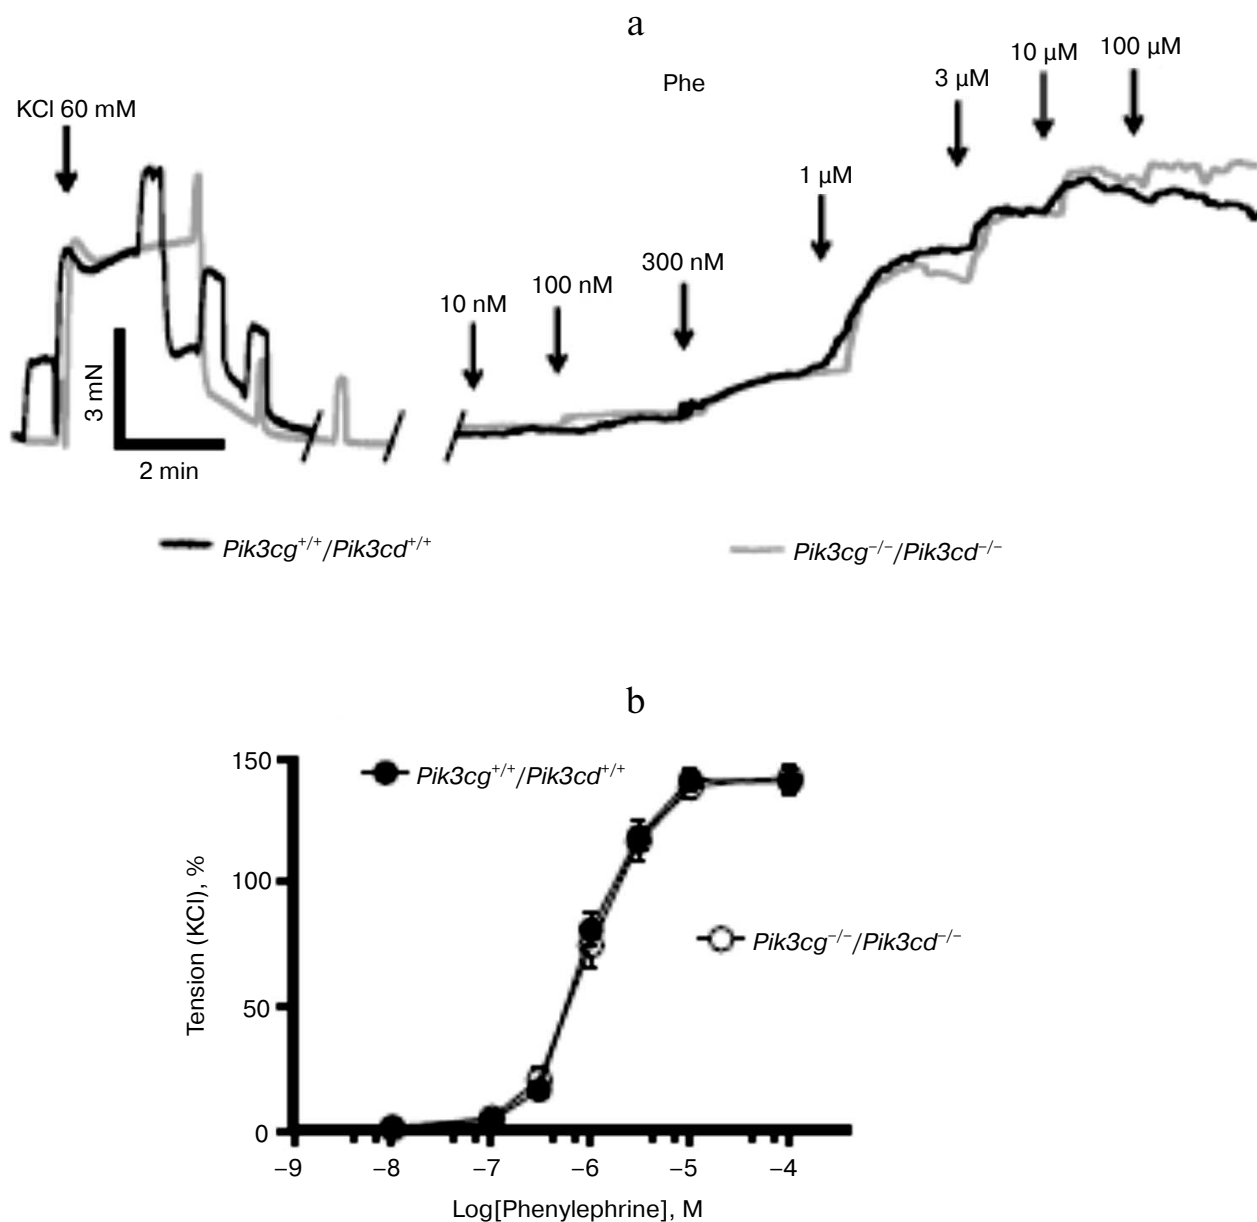 a
KCl 60 mM
Phe
10 nM
100 nM
300 nM
1 µM
3 µM
10 µM
100 µM
3 mN
2 min
Pik3cg+/+/Pik3cd+/+
Pik3cg−/−/Pik3cd−/−
b
Tension (KCl), %
150
100
50
0
Pik3cg+/+/Pik3cd+/+
Pik3cg−/−/Pik3cd−/−
−9 −8 −7 −6 −5 −4
Log[Phenylephrine], M